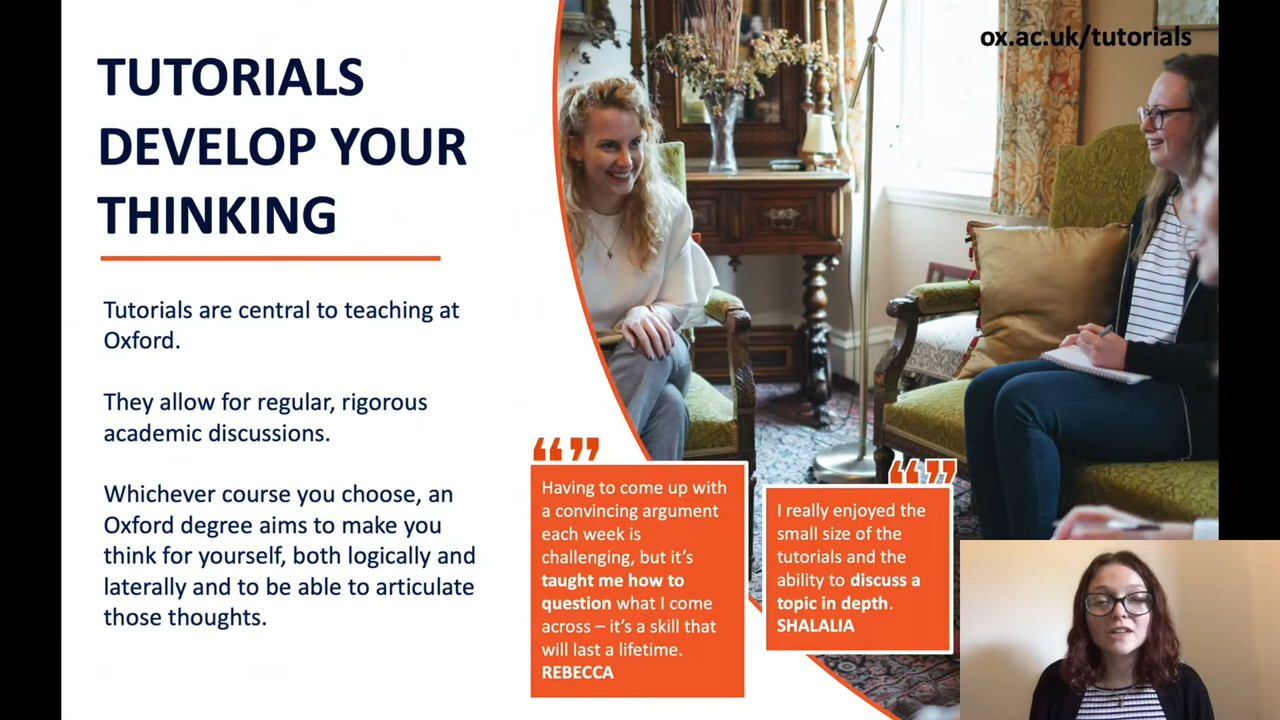 ox.ac.uk/tutorials
TUTORIALS
DEVELOP YOUR
THINKING
Tutorials are central to teaching at
Oxford.
They allow for regular, rigorous
academic discussions.
Whichever course you choose, an
Oxford degree aims to make you
think for yourself, both logically and
laterally and to be able to articulate
those thoughts.
“ ”
Having to come up with
a convincing argument
each week is
challenging, but it’s
taught me how to
question what I come
across – it’s a skill that
will last a lifetime.
REBECCA
“ ”
I really enjoyed the
small size of the
tutorials and the
ability to discuss a
topic in depth.
SHALALIA